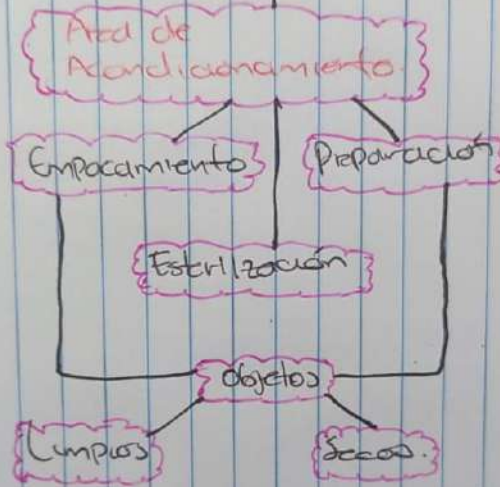 Area de
Acondicionamiento.
Empacamiento
Preparación
Esterilización
Objetos
Limpios
Secos.